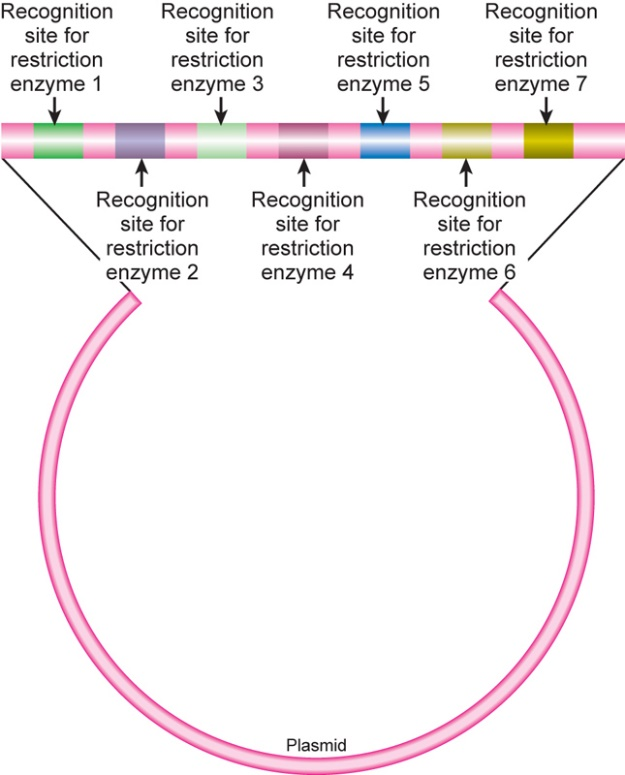 Recognition
site for
restriction
enzyme 1
Recognition
site for
restriction
enzyme 3
Recognition
site for
restriction
enzyme 5
Recognition
site for
restriction
enzyme 7
Recognition
site for
restriction
enzyme 2
Recognition
site for
restriction
enzyme 4
Recognition
site for
restriction
enzyme 6
Plasmid